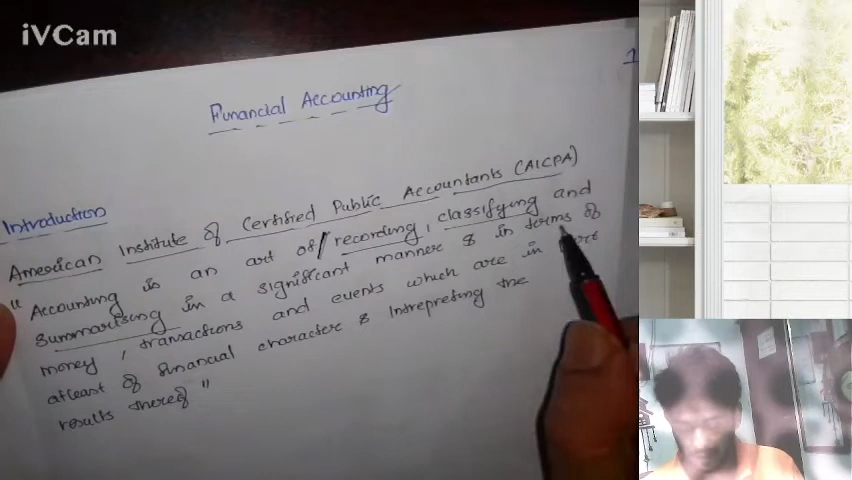 iVCam
1
Financial Accounting
Introduction
American Institute of Certified Public Accountants (AICPA)
" Accounting is an art of recording, classifying and
summarising in a significant manner & in terms of
money, transactions and events which are in part
atleast of financial character & Intrepreting the
results thereof "